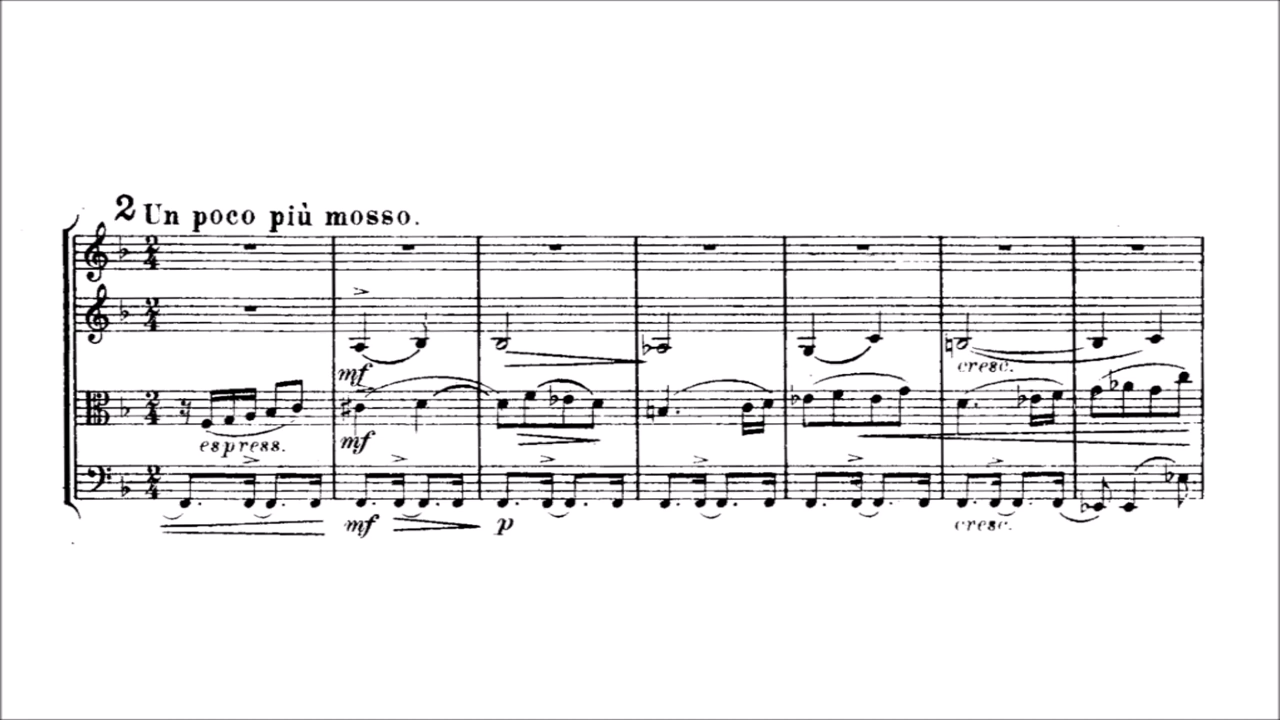 2 Un poco più mosso.
mf
cresc.
espress.
mf
mf
p
cresc.